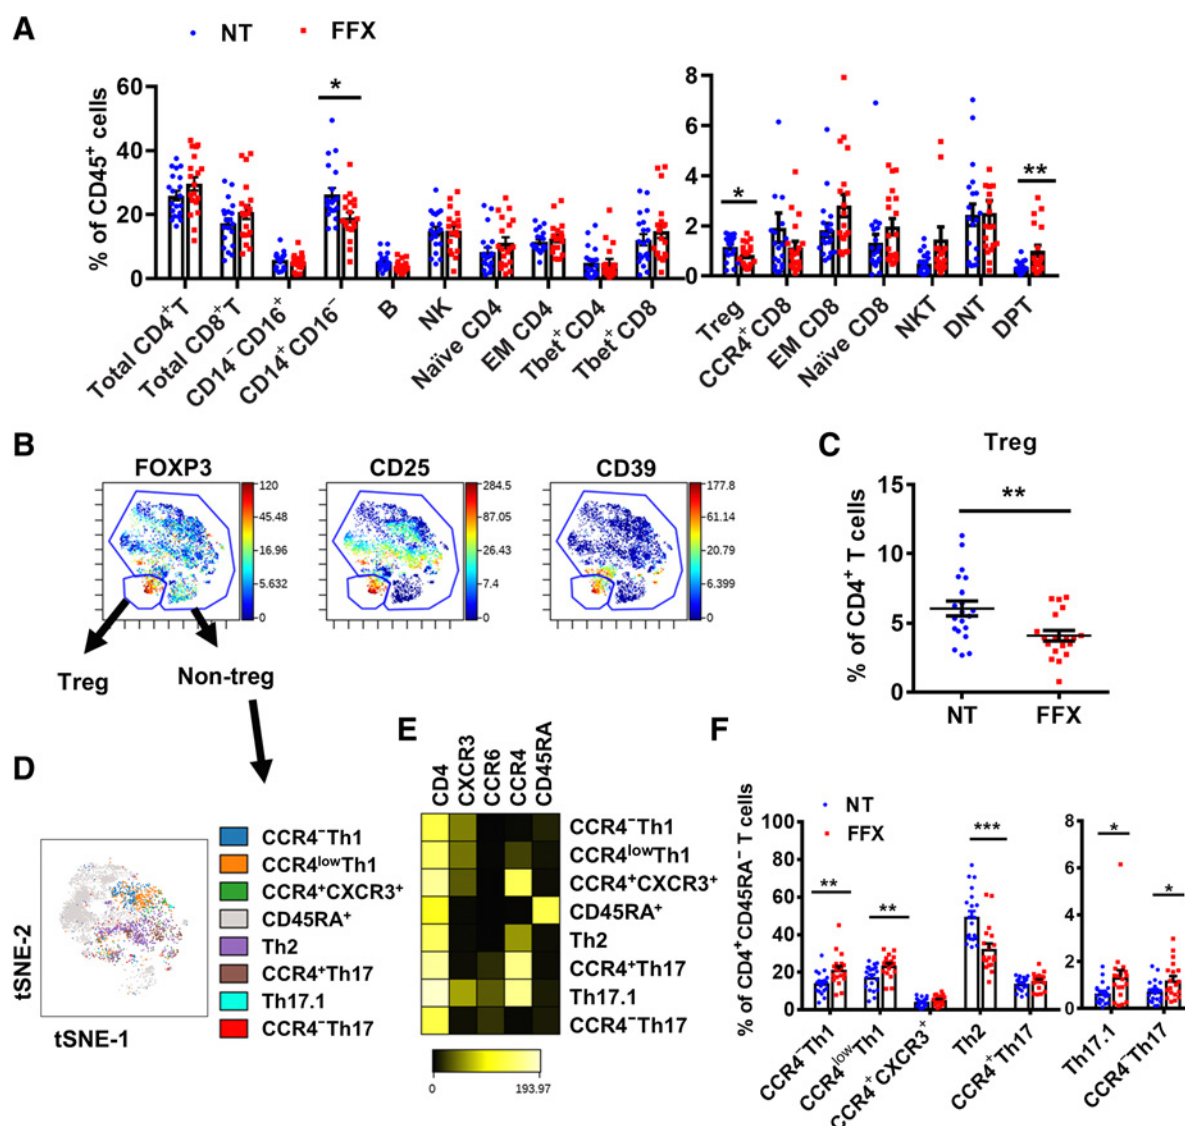 A
NT FFX
% of CD45⁺ cells
60
40
20
0
*
Total CD4⁺T
Total CD8⁺T
CD14⁻CD16⁺
CD14⁺CD16⁻
B
NK
Naïve CD4
EM CD4
Tbet⁺CD4
Tbet⁺CD8
8
6
4
2
0
*
**
Treg
CCR4⁺CD8
EM CD8
Naïve CD8
NKT
DNT
DPT
B
FOXP3
120
45.48
16.96
5.632
0
CD25
284.5
87.05
26.43
7.4
0
CD39
177.8
61.14
20.79
6.399
0
Treg
Non-treg
C
Treg
% of CD4⁺ T cells
15
10
5
0
**
NT FFX
D
tSNE-2
tSNE-1
CCR4⁻Th1
CCR4ˡᵒʷTh1
CCR4⁺CXCR3⁺
CD45RA⁺
Th2
CCR4⁺Th17
Th17.1
CCR4⁻Th17
E
CD4 CXCR3 CCR6 CCR4 CD45RA
CCR4⁻Th1
CCR4ˡᵒʷTh1
CCR4⁺CXCR3⁺
CD45RA⁺
Th2
CCR4⁺Th17
Th17.1
CCR4⁻Th17
0 193.97
F
NT
FFX
% of CD4⁺CD45RA⁻ T cells
100
80
60
40
20
0
**
**
***
CCR4⁻Th1
CCR4ˡᵒʷTh1
CCR4⁺CXCR3⁺
Th2
CCR4⁺Th17
8
6
4
2
0
*
*
Th17.1
CCR4⁻Th17